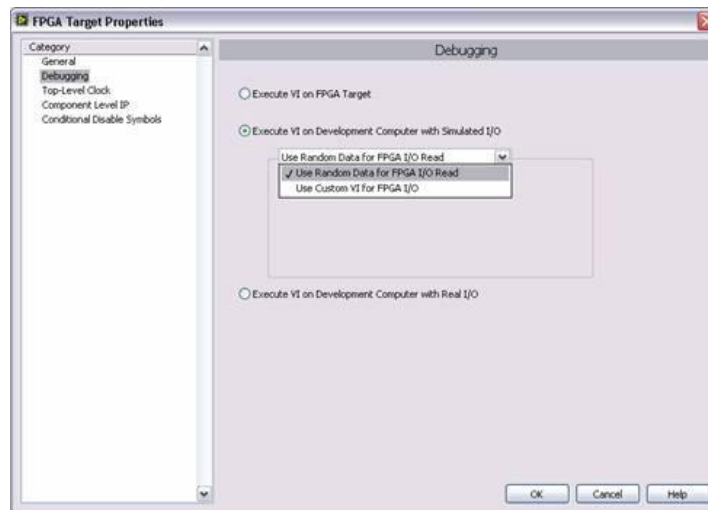 FPGA Target Properties
Category
General
Debugging
Top-Level Clock
Component Level IP
Conditional Disable Symbols
Debugging
Execute VI on FPGA Target
Execute VI on Development Computer with Simulated I/O
Use Random Data for FPGA I/O Read
Use Random Data for FPGA I/O Read
Use Custom VI for FPGA I/O
Execute VI on Development Computer with Real I/O
OK
Cancel
Help